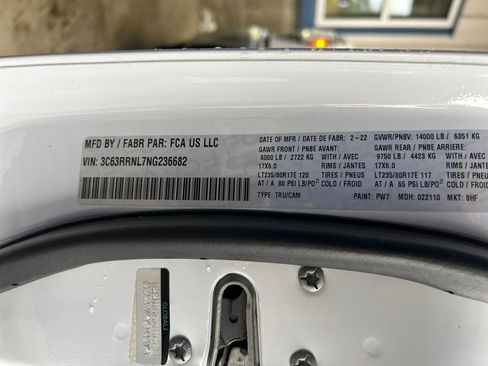 MFD BY / FABR PAR: FCA US LLC
VIN: 3C63RRNL7NG236682
DATE OF MFR / DATE DE FABR: 2-22 GVWR/PNBV: 14000 LB / 6351 KG
GAWR FRONT / PNBE AVANT: GAWR REAR / PNBE ARRIERE:
6000 LB / 2722 KG WITH / AVEC 9750 LB / 4423 KG WITH / AVEC
17X6.0 RIMS / JANTES 17X6.0 RIMS / JANTES
LT235/80R17E 120 TIRES / PNEUS LT235/80R17E 117 TIRES / PNEUS
AT / A 80 PSI LB/PO² COLD / FROID AT / A 65 PSI LB/PO² COLD / FROID
TYPE: TRU/CAM PAINT: PW7 MDH: 022110 MKT: 8HF
GLOBALI